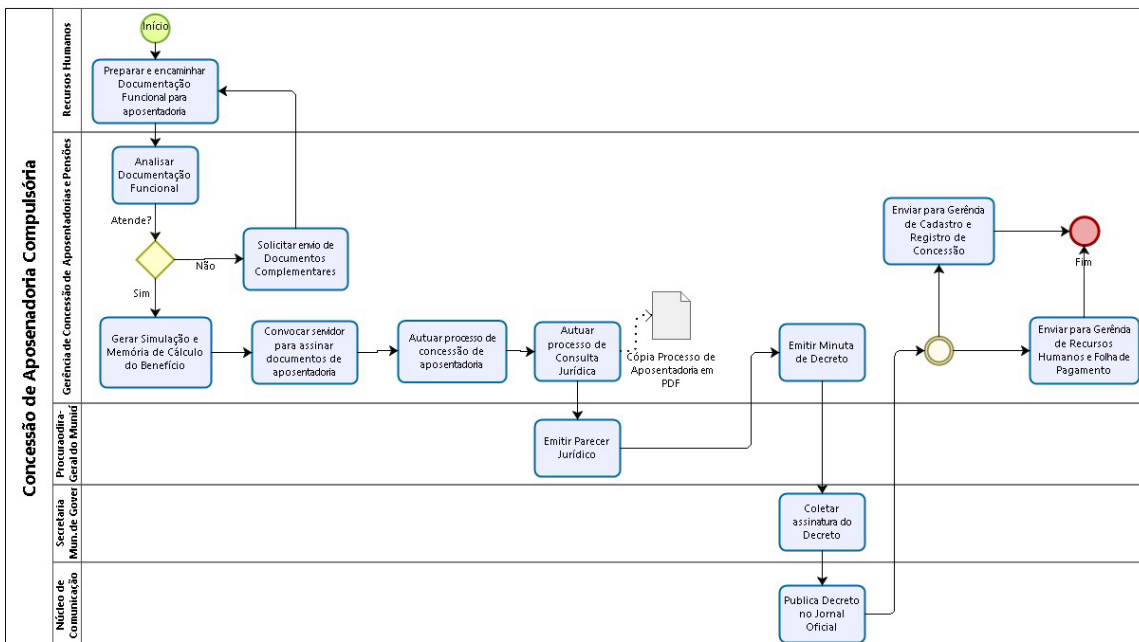 Concessão de Aposenadoria Compulsória
Recursos Humanos
Início
Preparar e encaminhar
Documentação
Funcional para
aposentadoria
Gerência de Concessão de Aposentadorias e Pensões
Analisar
Documentação
Funcional
Atende?
Não
Sim
Solicitar envio de
Documentos
Complementares
Enviar para Gerência
de Cadastro e
Registro de
Concessão
Fim
Gerar Simulação e
Memória de Cálculo
do Benefício
Convocar servidor
para assinar
documentos de
aposentadoria
Autuar processo de
concessão de
aposentadoria
Autuar
processo de
Consulta
Jurídica
Cópia Processo de
Aposentadoria em
PDF
Emitir Minuta
de Decreto
Enviar para Gerência
de Recursos
Humanos e Folha de
Pagamento
Procuraodira-
Geral do Municí
Emitir Parecer
Jurídico
Secretaria
Mun.de Gover
Coletar
assinatura do
Decreto
Núcleo de
Comunicação
Publica Decreto
no Jornal
Oficial